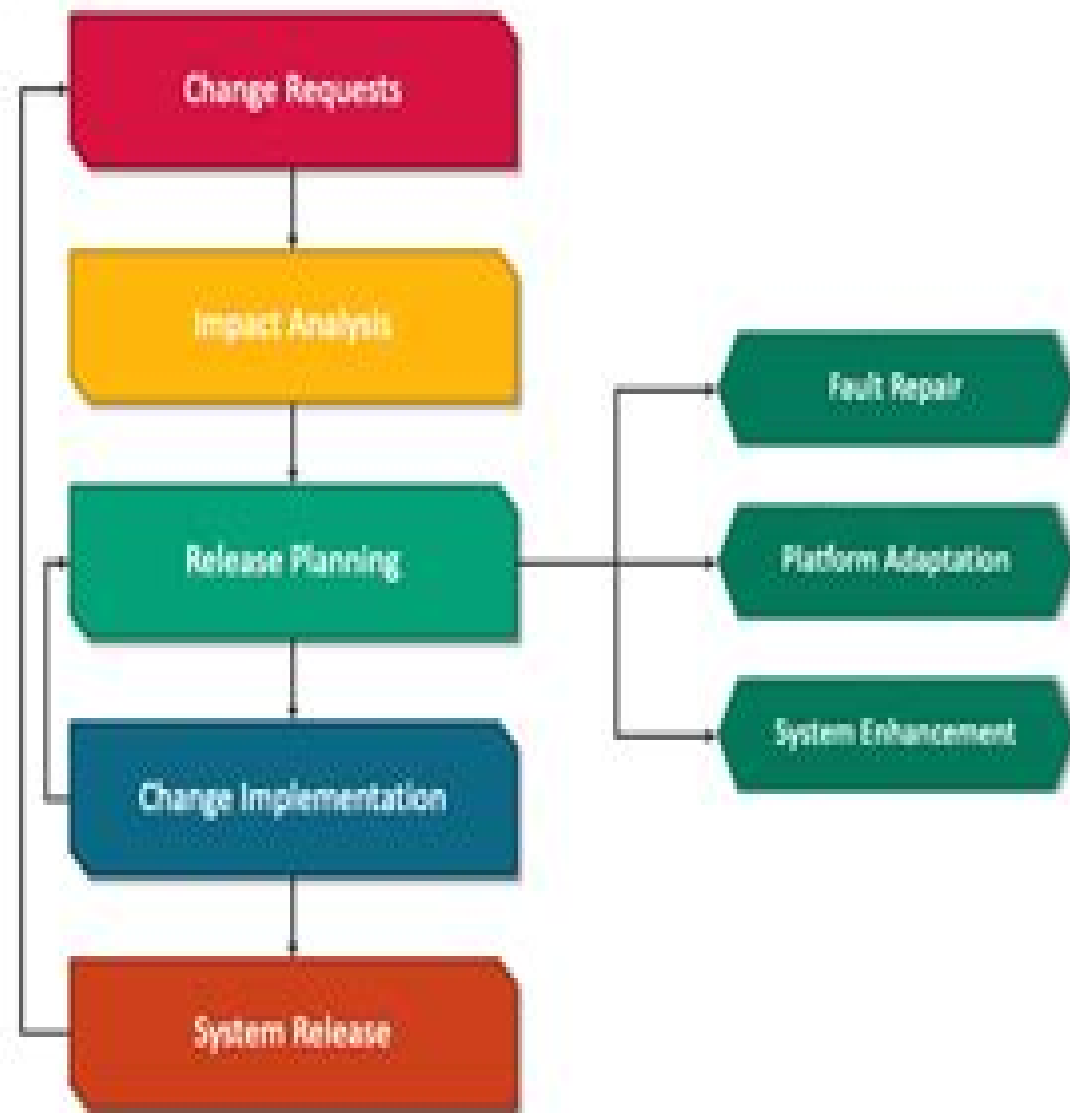 Change Requests
Impact Analysis
Fault Repair
Release Planning
Platform Adaptation
System Enhancement
Change Implementation
System Release